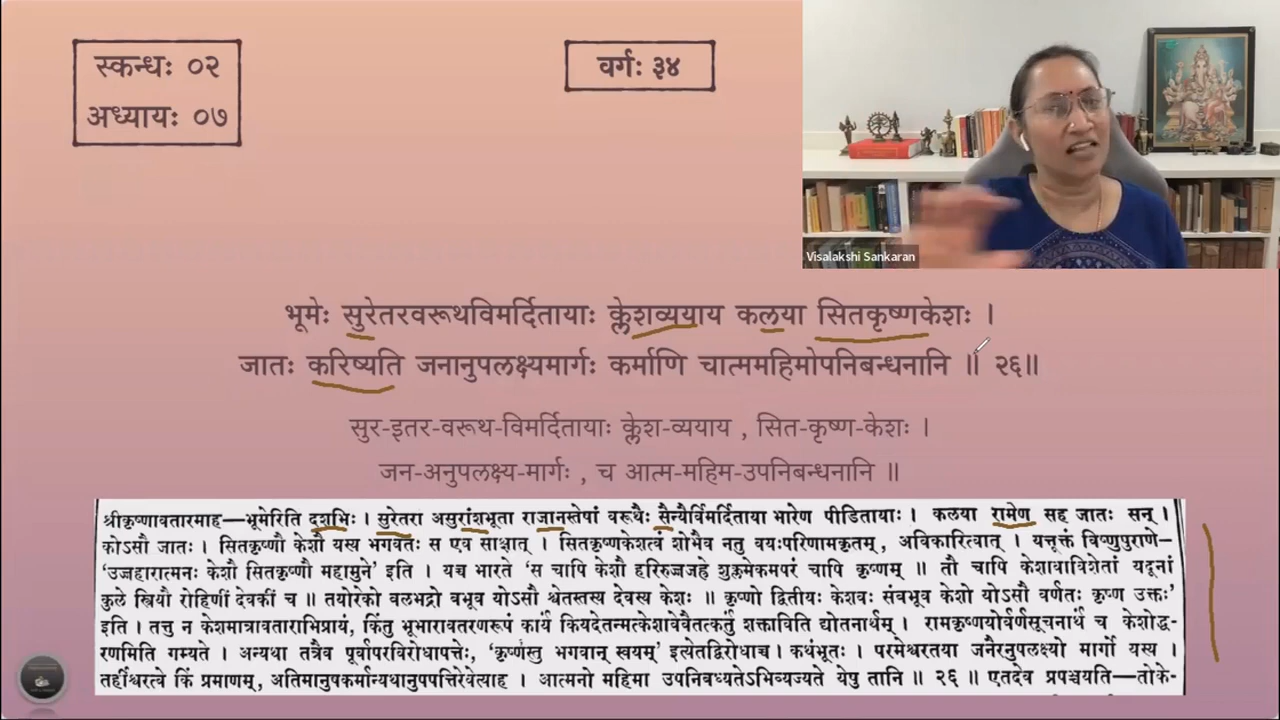 स्कन्धः ०२
अध्यायः ०७
वर्गः ३४
Visalakshi Sankaran
भूमेः सुरेतरवरूथविमर्दितायाः क्लेशव्ययाय कलया सितकृष्णकेशः ।
जातः करिष्यति जनानुपलक्ष्यमार्गः कर्माणि चात्ममहिमोपनिबन्धनानि ॥ २६॥
सुर-इतर-वरूथ-विमर्दितायाः क्लेश-व्ययाय , सित-कृष्ण-केशः ।
जन-अनुपलक्ष्य-मार्गः , च आत्म-महिम-उपनिबन्धनानि ॥
श्रीकृष्णावतारमाह—भूमेरिति दशभिः । सुरेतरा असुरांशभूता राजानस्तेषां वरूथैः सैन्यैर्विमर्दिताया भारेण पीडितायाः । कलया रामेण सह जातः सन् ।
कोऽसौ जातः । सितकृष्णौ केशौ यस्य भगवतः स एव साक्षात् । सितकृष्णकेशत्वं शोभैव नतु वयःपरिणामकृतम्, अविकारित्वात् । यत्तूक्तं विष्णुपुराणे—
‘उज्जहारात्मनः केशौ सितकृष्णौ महामुने’ इति । यच्च भारते ‘स चापि केशौ हरिरुज्जजहे शुक्लमेकमपरं चापि कृष्णम् ॥ तौ चापि केशावाविशेतां यदूनां
कुले स्त्रियौ रोहिणीं देवकीं च ॥ तयोरेको बलभद्रो बभूव योऽसौ श्वेतस्तस्य देवस्य केशः ॥ कृष्णो द्वितीयः केशवः संबभूव केशो योऽसौ वर्णतः कृष्ण उक्तः’
इति । तत्तु न केशमात्रावताराभिप्रायं, किंतु भूभारावतरणरूपं कार्यं कियदेतन्मत्केशावेवैतत्कर्तुं शक्ताविति द्योतनार्थम् । रामकृष्णयोर्वर्णसूचनार्थं च केशोद्ध-
रणमिति गम्यते । अन्यथा तत्रैव पूर्वापरविरोधापत्तेः, ‘कृष्णस्तु भगवान् स्वयम्’ इत्येतद्विरोधाच्च । कथंभूतः । परमेश्वरतया जनैरनुपलक्ष्यो मार्गो यस्य ।
तर्हीश्वरत्वे किं प्रमाणम्, अतिमानुषकर्मान्यथानुपपत्तिरेवेत्याह । आत्मनो महिमा उपनिबध्यतेऽभिव्यज्यते येषु तानि ॥ २६ ॥ एतदेव प्रपञ्चयति—तोके-